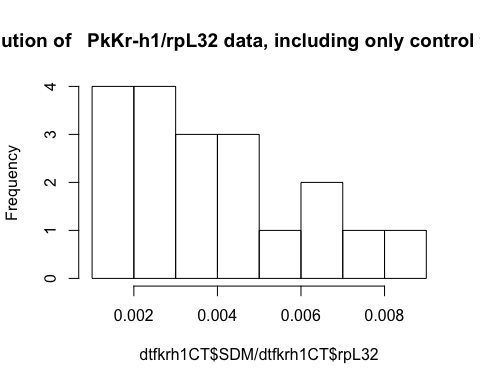 ution of PkKr-h1/rpL32 data, including only control
Frequency
4
3
2
1
0
0.002 0.004 0.006 0.008
dtfkrh1CT$SDM/dtfkrh1CT$rpL32